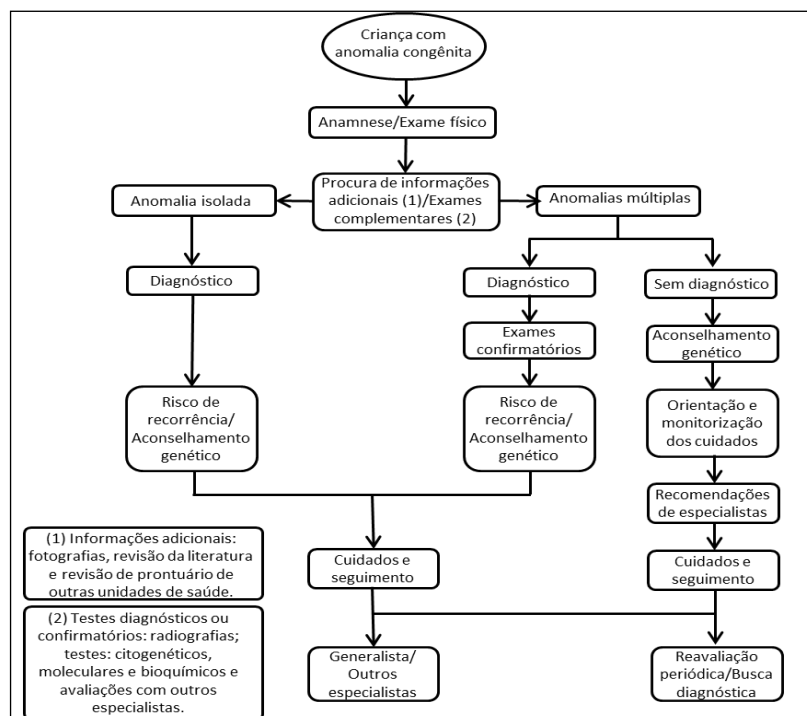 Criança com
anomalia congênita
Anamnese/Exame físico
Procura de informações
adicionais (1)/Exames
complementares (2)
Anomalia isolada
Anomalias múltiplas
Diagnóstico
Diagnóstico
Sem diagnóstico
Exames
confirmatórios
Aconselhamento
genético
Risco de
recorrência/
Aconselhamento
genético
Risco de
recorrência/
Aconselhamento
genético
Orientação e
monitorização
dos cuidados
Recomendações
de especialistas
(1) Informações adicionais:
fotografias, revisão da literatura
e revisão de prontuário de
outras unidades de saúde.
Cuidados e
seguimento
Cuidados e
seguimento
(2) Testes diagnósticos ou
confirmatórios: radiografias;
testes: citogenéticos,
moleculares e bioquímicos e
avaliações com outros
especialistas.
Generalista/
Outros
especialistas
Reavaliação
periódica/Busca
diagnóstica